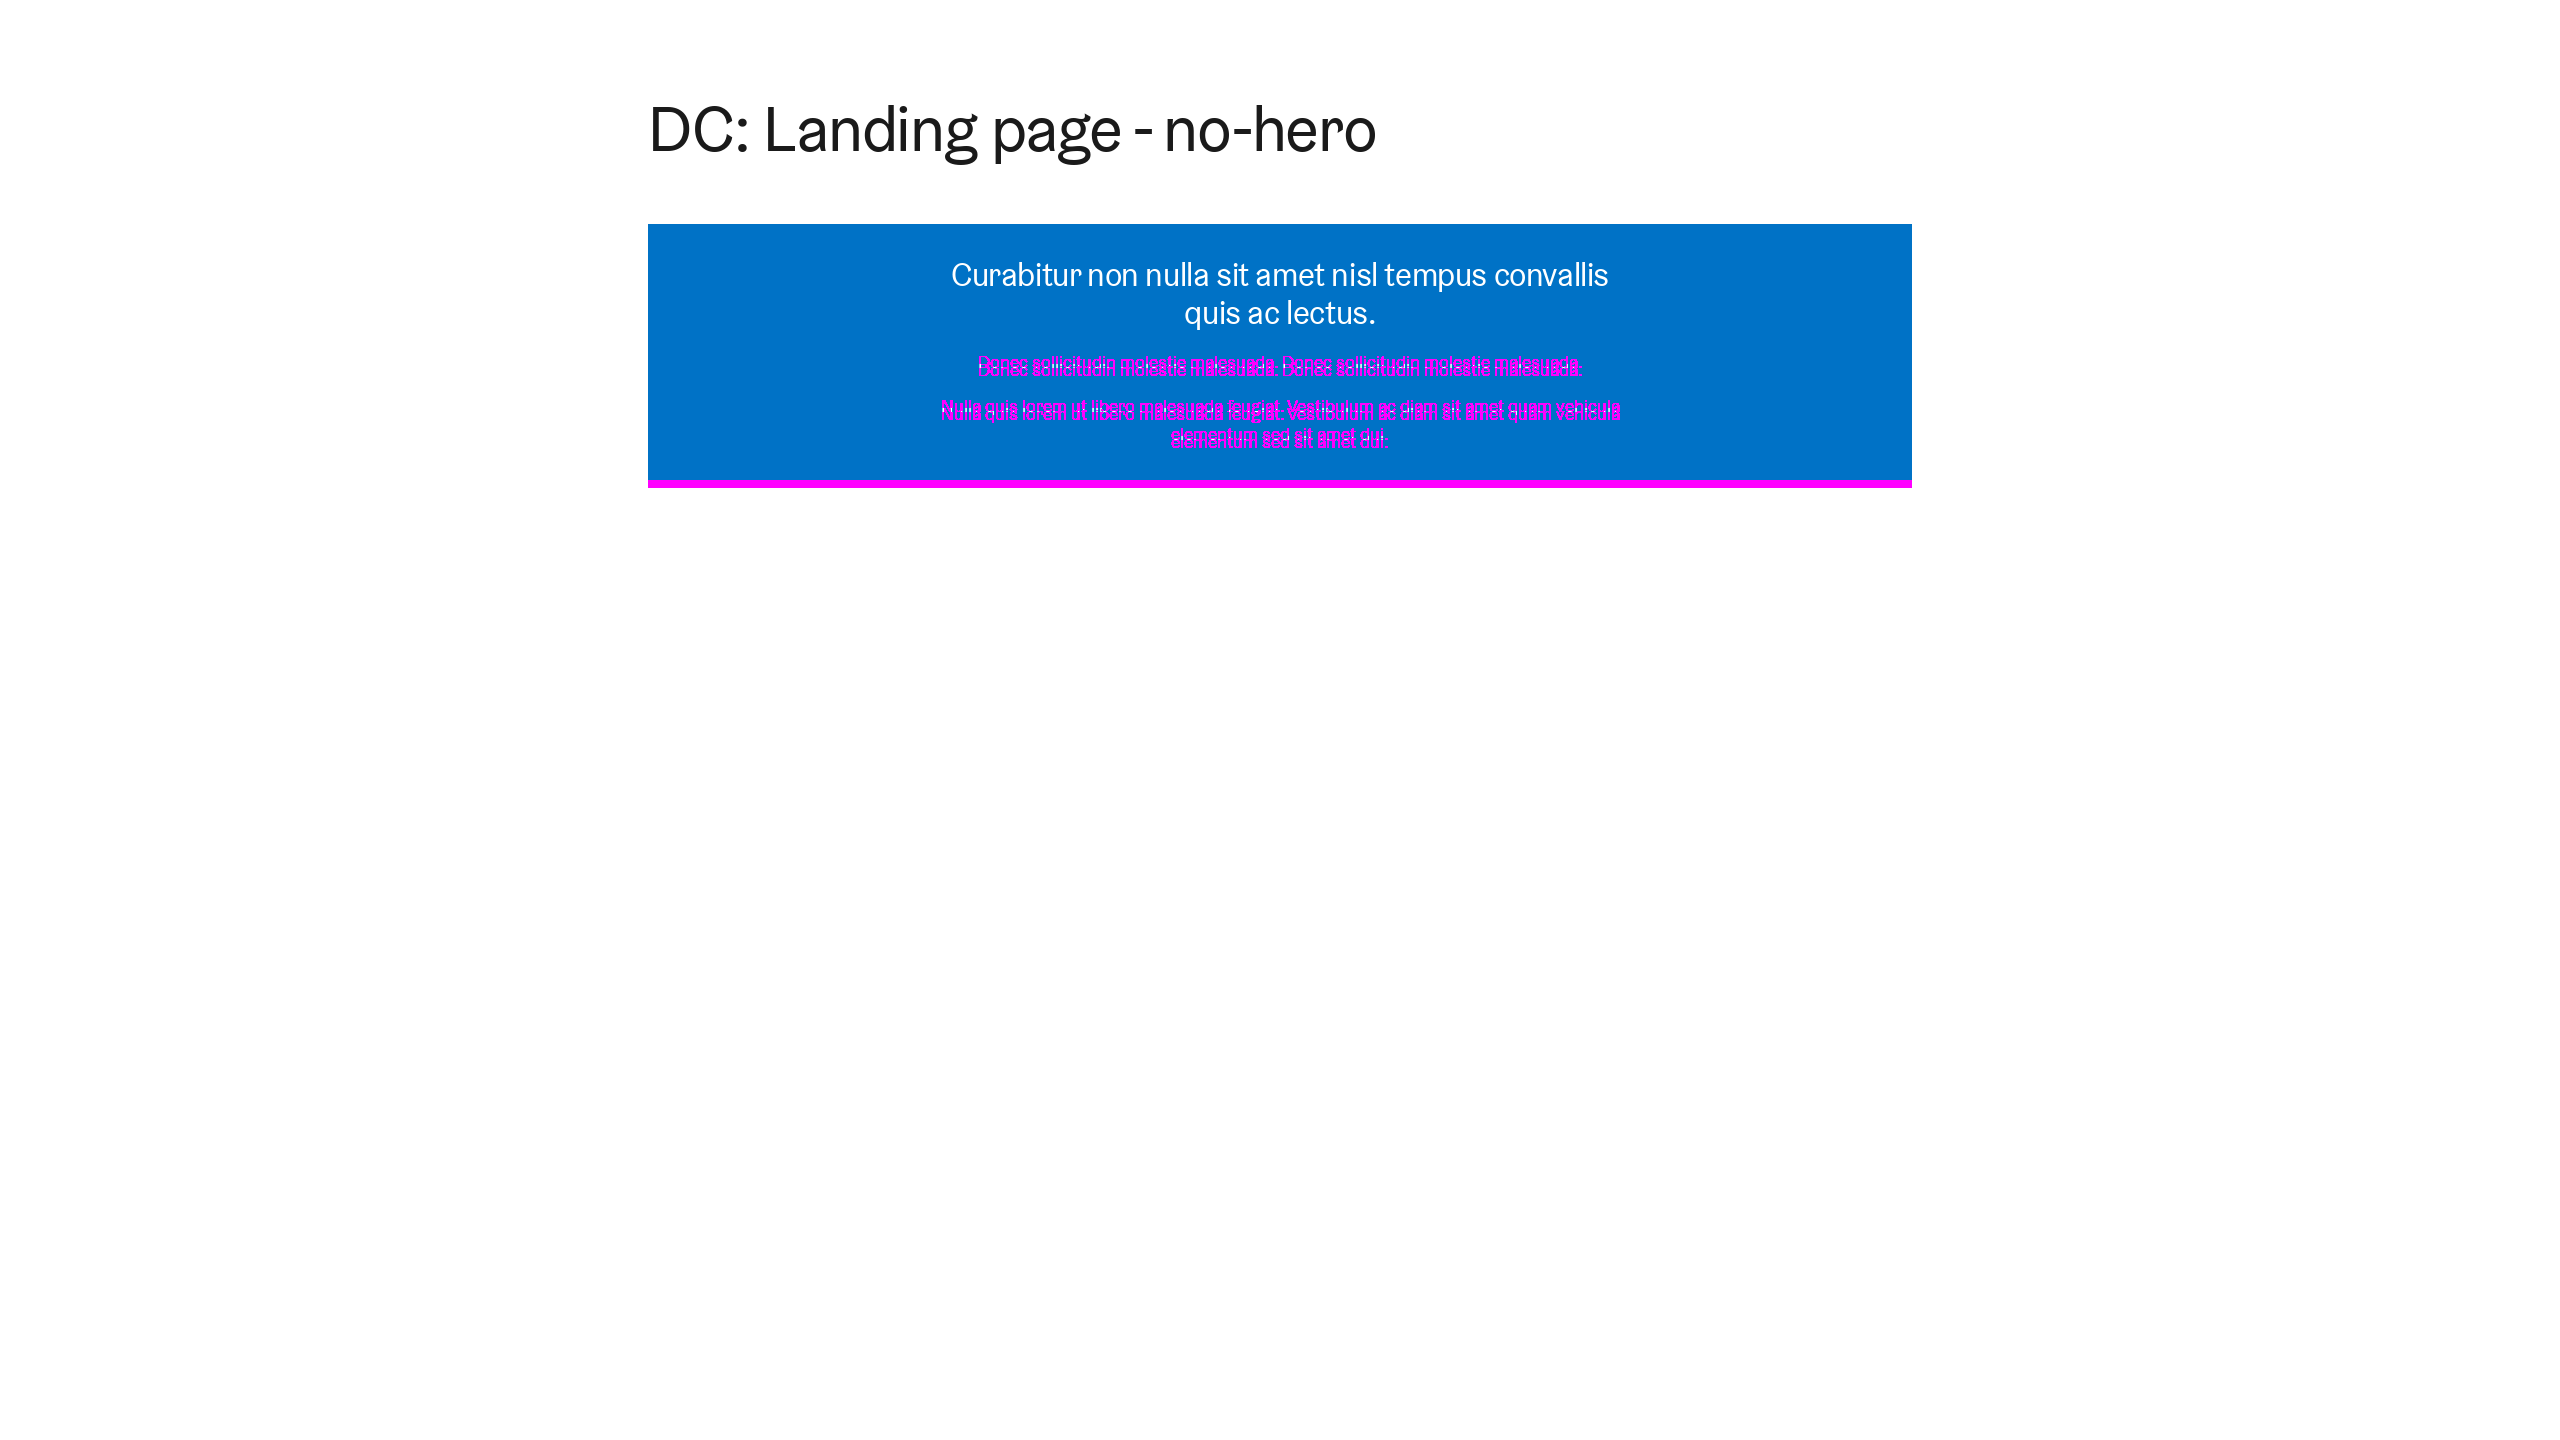 DC: Landing page - no-hero
Curabitur non nulla sit amet nisl tempus convallis
quis ac lectus.
Donec sollicitudin molestie malesuada. Donec sollicitudin molestie malesuada.
Nulla quis lorem ut libero malesuada feugiat. Vestibulum ac diam sit amet quam vehicula
elementum sed sit amet dui.